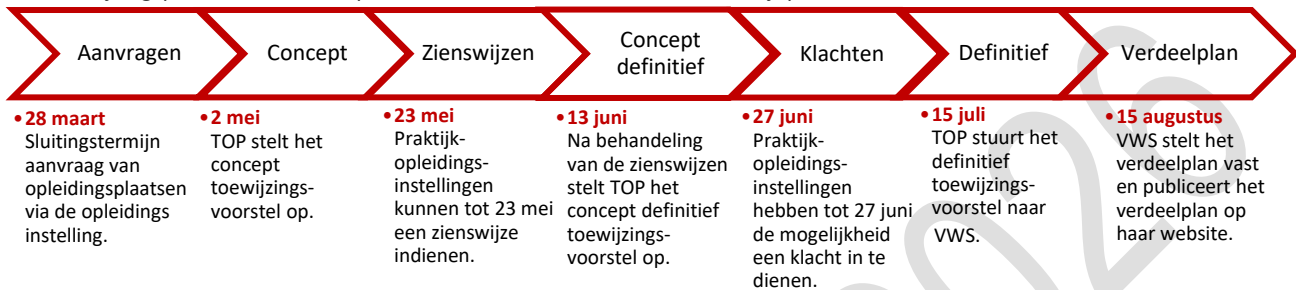 Aanvragen
Concept
Zienswijzen
Concept
definitief
Klachten
Definitief
Verdeelplan
•28 maart
Sluitingstermijn
aanvraag van
opleidingsplaatsen
via de opleidings
instelling.
•2 mei
TOP stelt het
concept
toewijzings-
voorstel op.
•23 mei
Praktijk-
opleidings-
instellingen
kunnen tot 23 mei
een zienswijze
indienen.
•13 juni
Na behandeling
van de zienswijzen
stelt TOP het
concept definitief
toewijzings-
voorstel op.
•27 juni
Praktijk-
opleidings-
instellingen
hebben tot 27 juni
de mogelijkheid
een klacht in te
dienen.
•15 juli
TOP stuurt het
definitief
toewijzings-
voorstel naar
VWS.
•15 augustus
VWS stelt het
verdeelplan vast
en publiceert het
verdeelplan op
haar website.